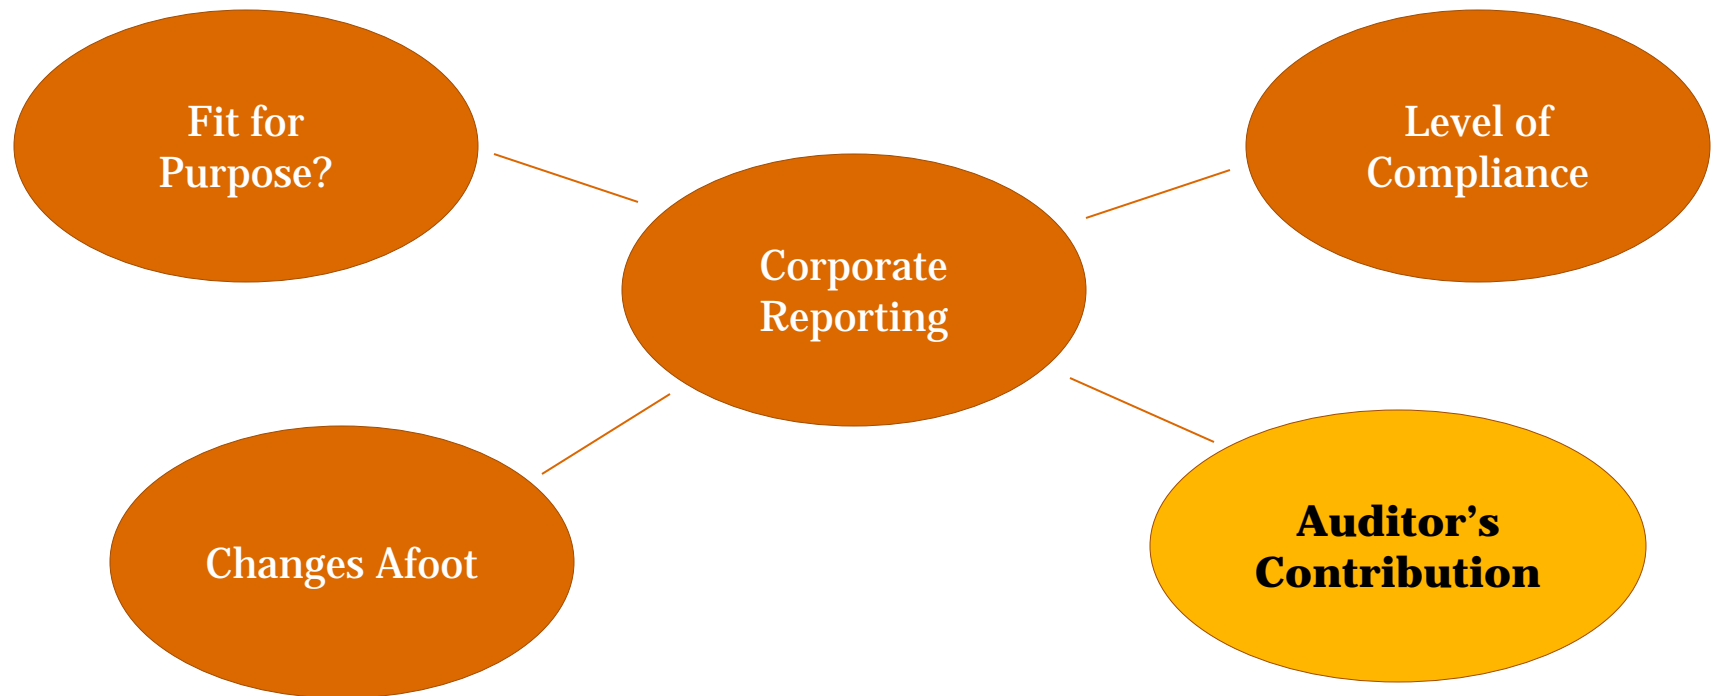 Fit for
Purpose?
Level of
Compliance
Corporate
Reporting
Changes Afoot
Auditor’s
Contribution